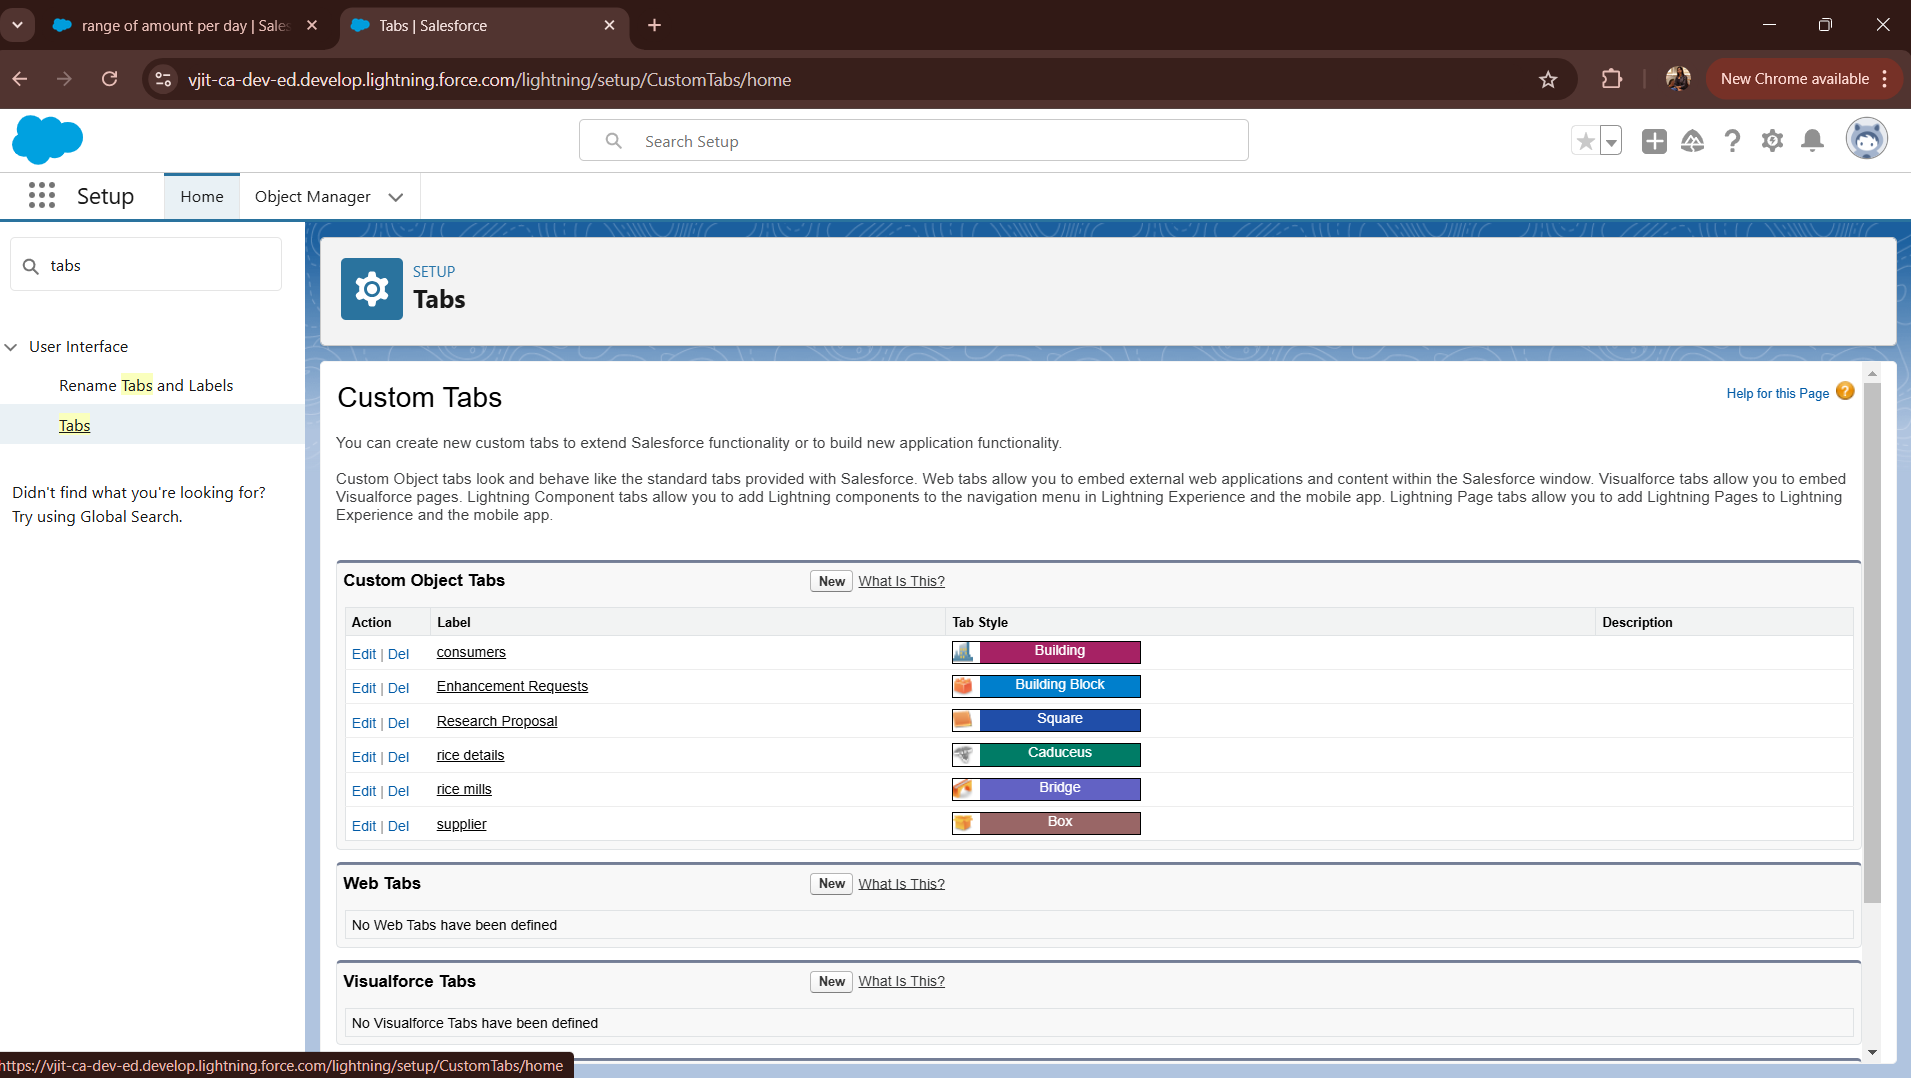 range of amount per day | Sales
Tabs | Salesforce
vjit-ca-dev-ed.develop.lightning.force.com/lightning/setup/CustomTabs/home
New Chrome available
Search Setup
Setup
Home
Object Manager
tabs
User Interface
Rename Tabs and Labels
Tabs
Didn't find what you're looking for?
Try using Global Search.
SETUP
Tabs
Custom Tabs
Help for this Page
You can create new custom tabs to extend Salesforce functionality or to build new application functionality.
Custom Object tabs look and behave like the standard tabs provided with Salesforce. Web tabs allow you to embed external web applications and content within the Salesforce window. Visualforce tabs allow you to embed
Visualforce pages. Lightning Component tabs allow you to add Lightning components to the navigation menu in Lightning Experience and the mobile app. Lightning Page tabs allow you to add Lightning Pages to Lightning
Experience and the mobile app.
Custom Object Tabs New What Is This?
Action Label Tab Style Description
Edit | Del consumers Building
Edit | Del Enhancement Requests Building Block
Edit | Del Research Proposal Square
Edit | Del rice details Caduceus
Edit | Del rice mills Bridge
Edit | Del supplier Box
Web Tabs New What Is This?
No Web Tabs have been defined
Visualforce Tabs New What Is This?
No Visualforce Tabs have been defined
https://vjit-ca-dev-ed.develop.lightning.force.com/lightning/setup/CustomTabs/home